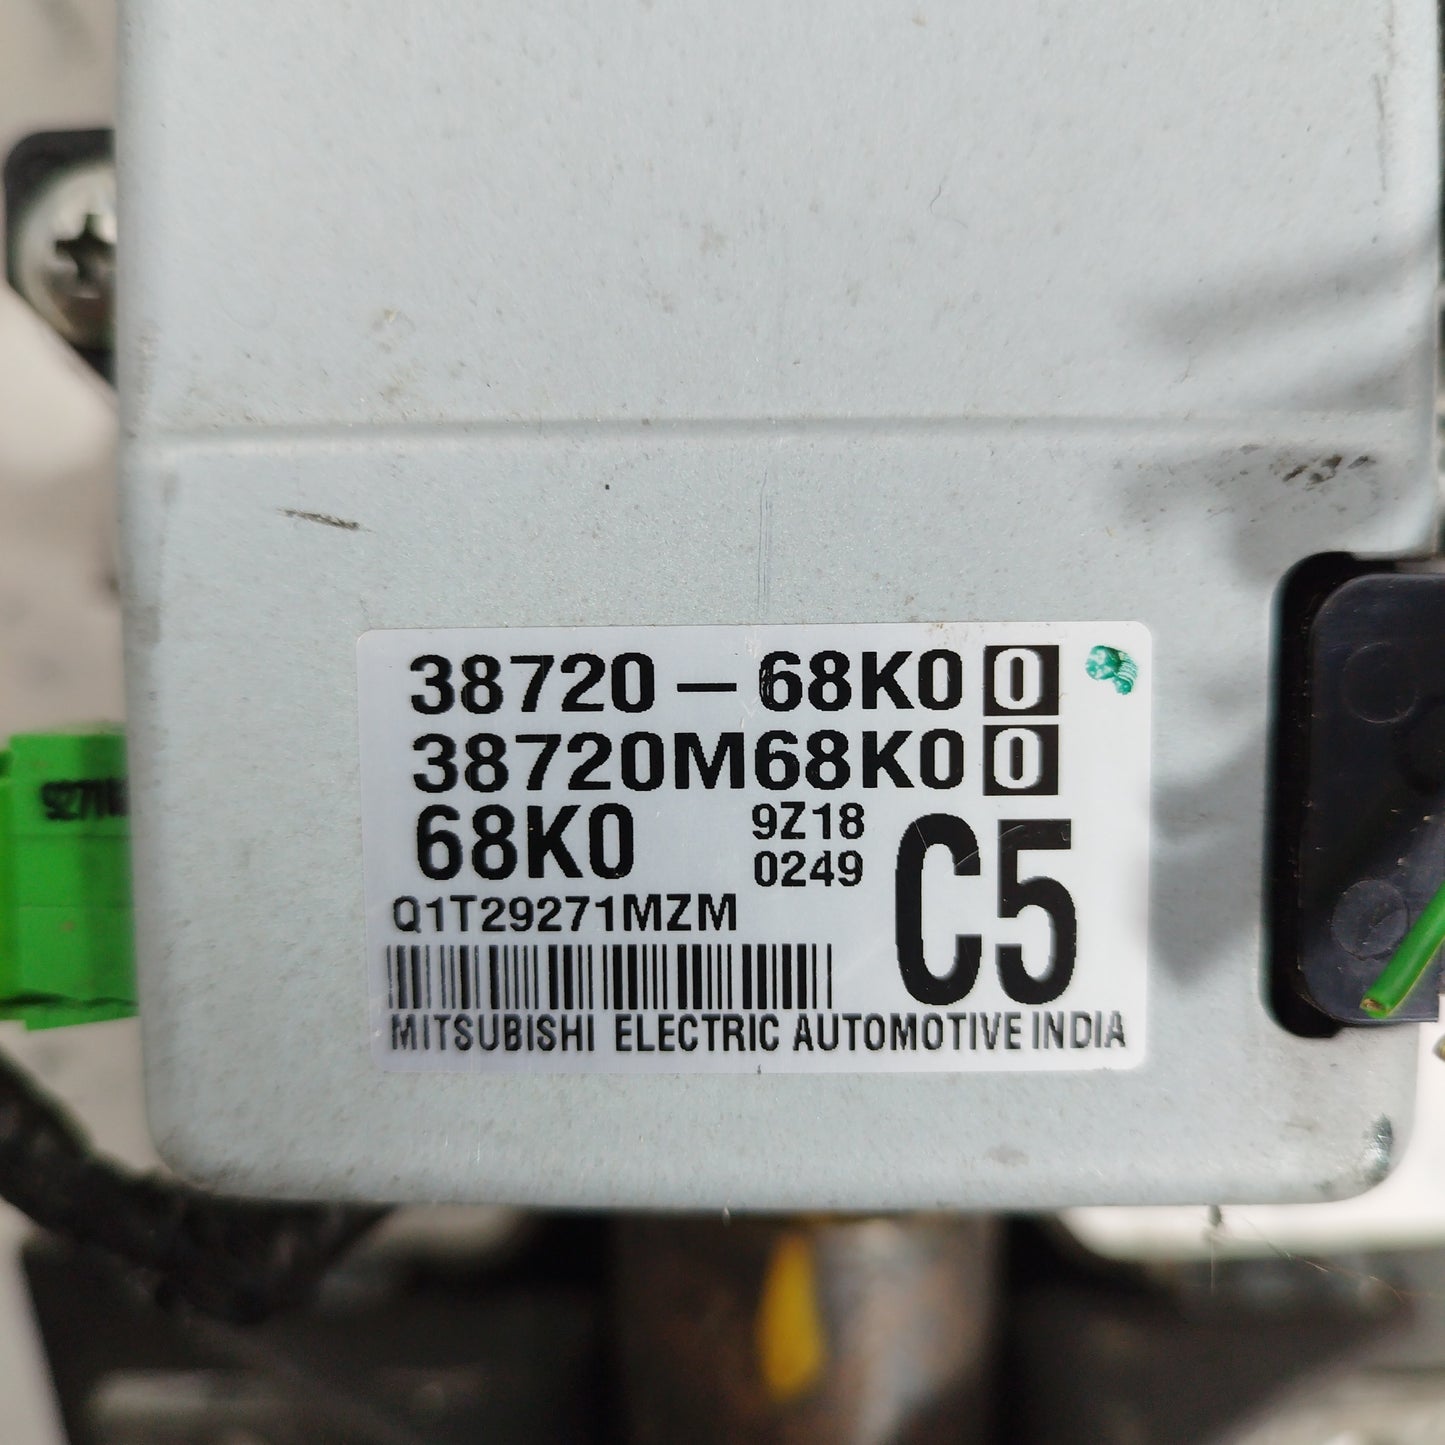 38720-68K00
38720M68K00
68K0
9Z18
0249
C5
Q1T29271MZM
MITSUBISHI ELECTRIC AUTOMOTIVE INDIA